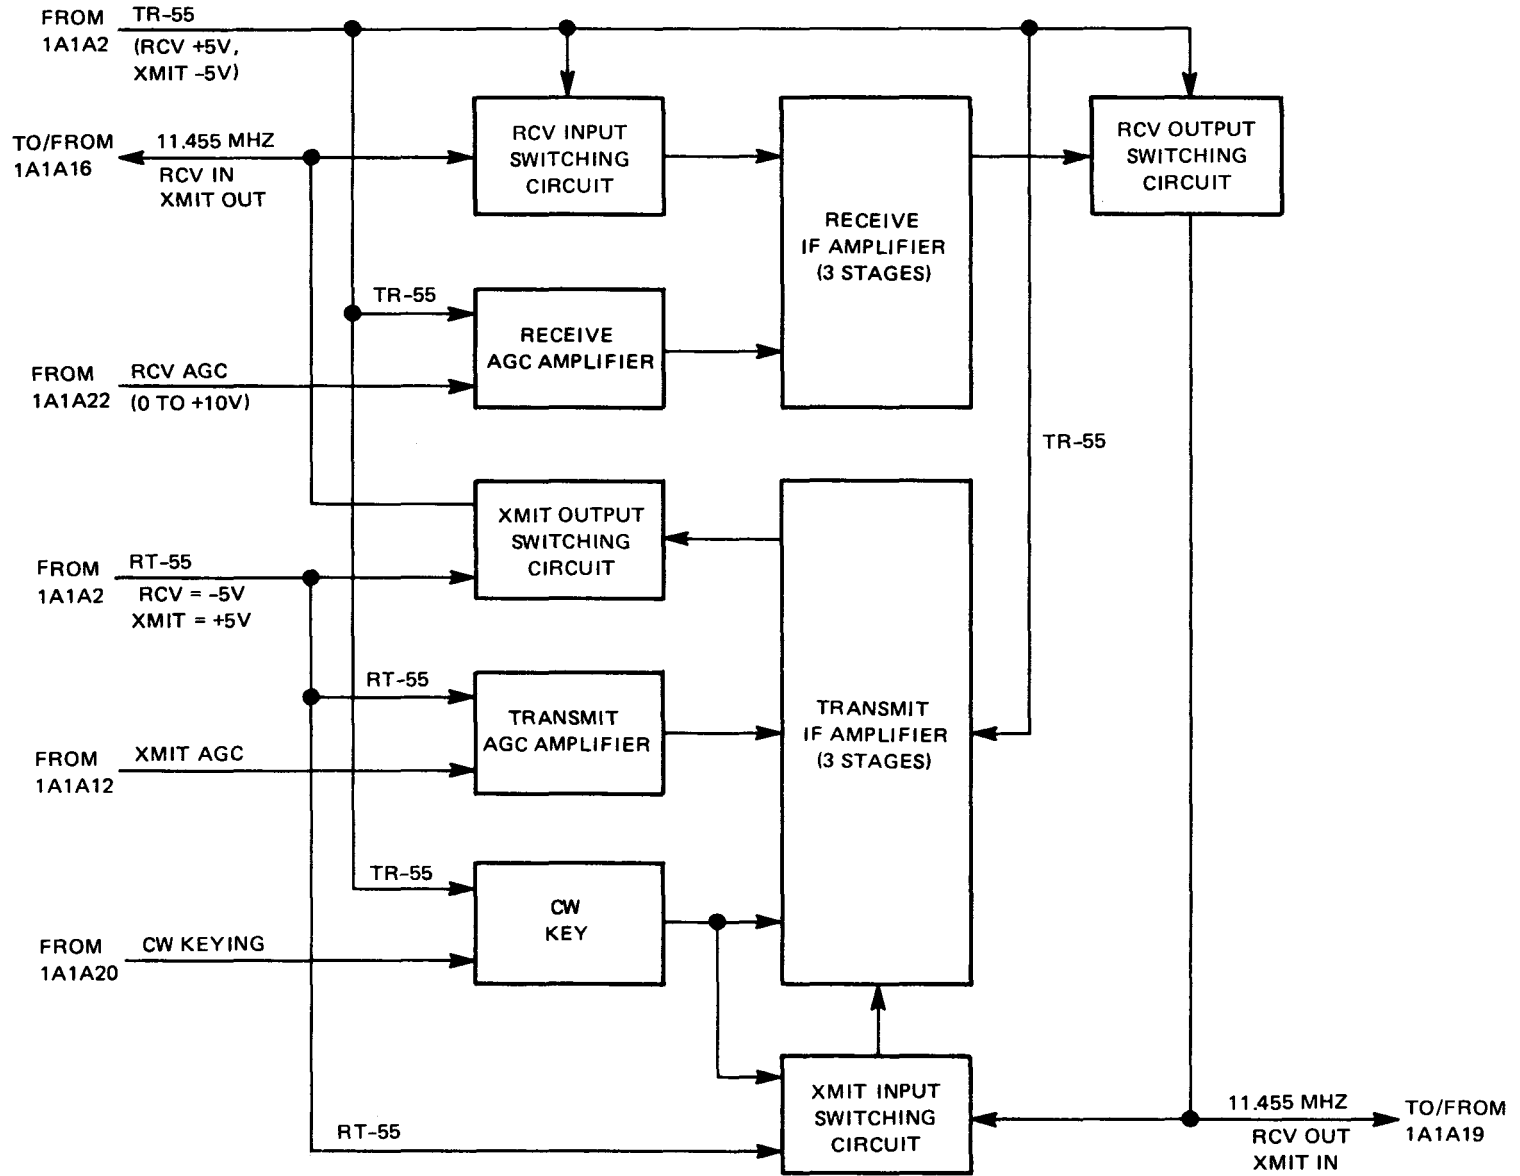 FROM
1A1A2
TR-55
(RCV +5V,
XMIT -5V)
TO/FROM
1A1A16
11.455 MHZ
RCV IN
XMIT OUT
RCV INPUT
SWITCHING
CIRCUIT
RECEIVE
IF AMPLIFIER
(3 STAGES)
RCV OUTPUT
SWITCHING
CIRCUIT
TR-55
RECEIVE
AGC AMPLIFIER
FROM
1A1A22
RCV AGC
(0 TO +10V)
TR-55
XMIT OUTPUT
SWITCHING
CIRCUIT
FROM
1A1A2
RT-55
RCV = -5V
XMIT = +5V
RT-55
TRANSMIT
AGC AMPLIFIER
TRANSMIT
IF AMPLIFIER
(3 STAGES)
FROM
1A1A12
XMIT AGC
TR-55
CW
KEY
FROM
1A1A20
CW KEYING
RT-55
XMIT INPUT
SWITCHING
CIRCUIT
11.455 MHZ
RCV OUT
XMIT IN
TO/FROM
1A1A19